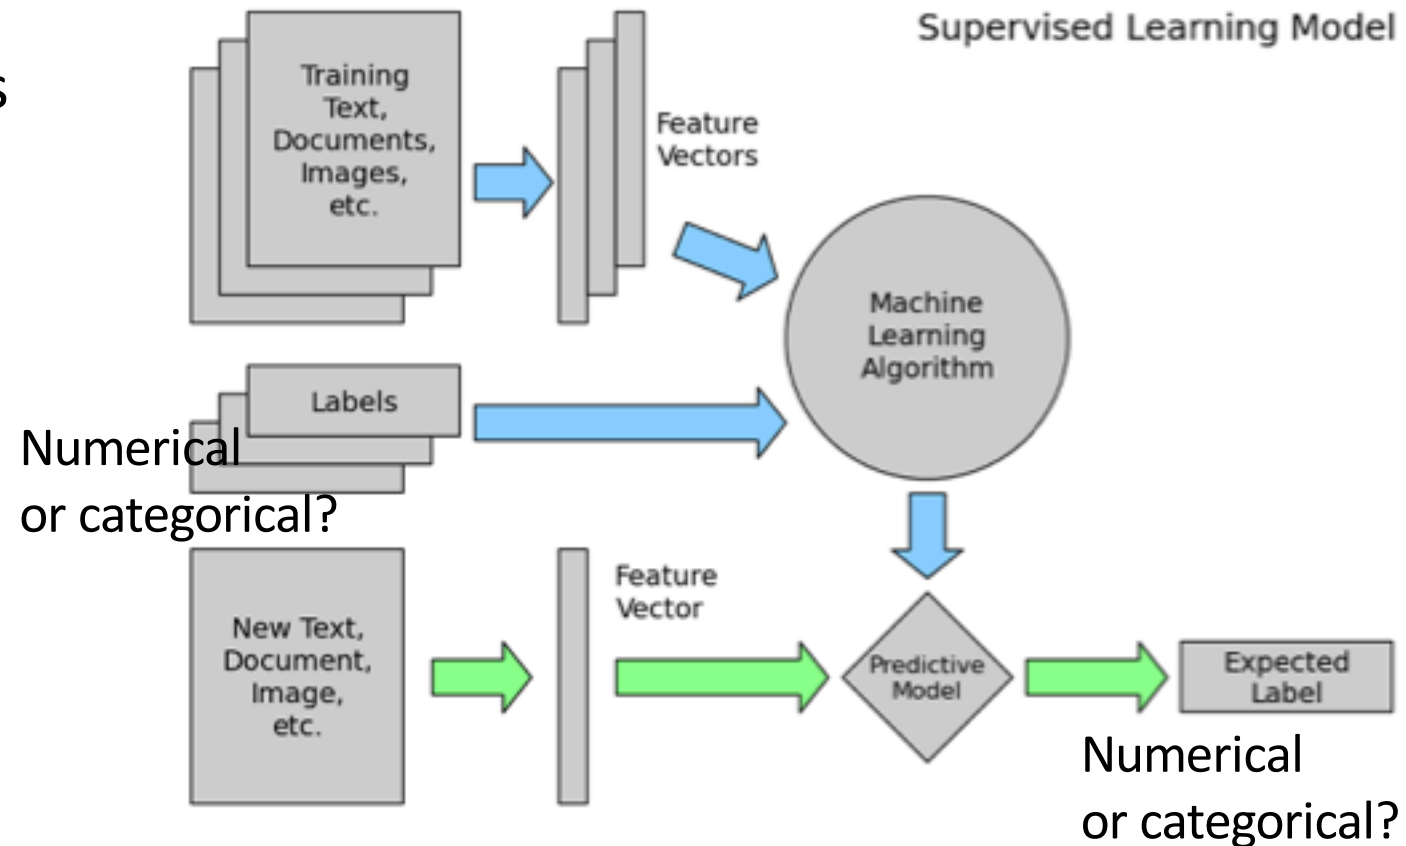 Supervised Learning Model
s
Training
Text,
Documents,
Images,
etc.
Feature
Vectors
Machine
Learning
Algorithm
Labels
Numerical
or categorical?
New Text,
Document,
Image,
etc.
Feature
Vector
Predictive
Model
Expected
Label
Numerical
or categorical?